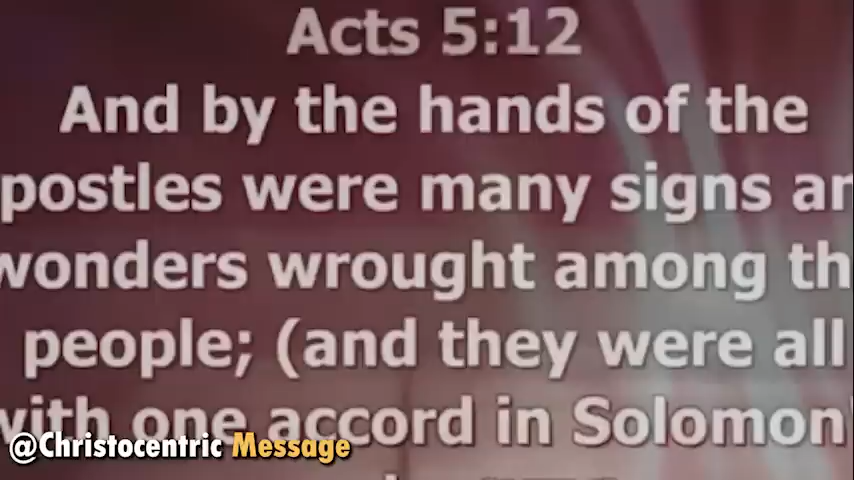 Acts 5:12
And by the hands of the
postles were many signs an
wonders wrought among th
people; (and they were all
with one accord in Solomon'
@Christocentric Message